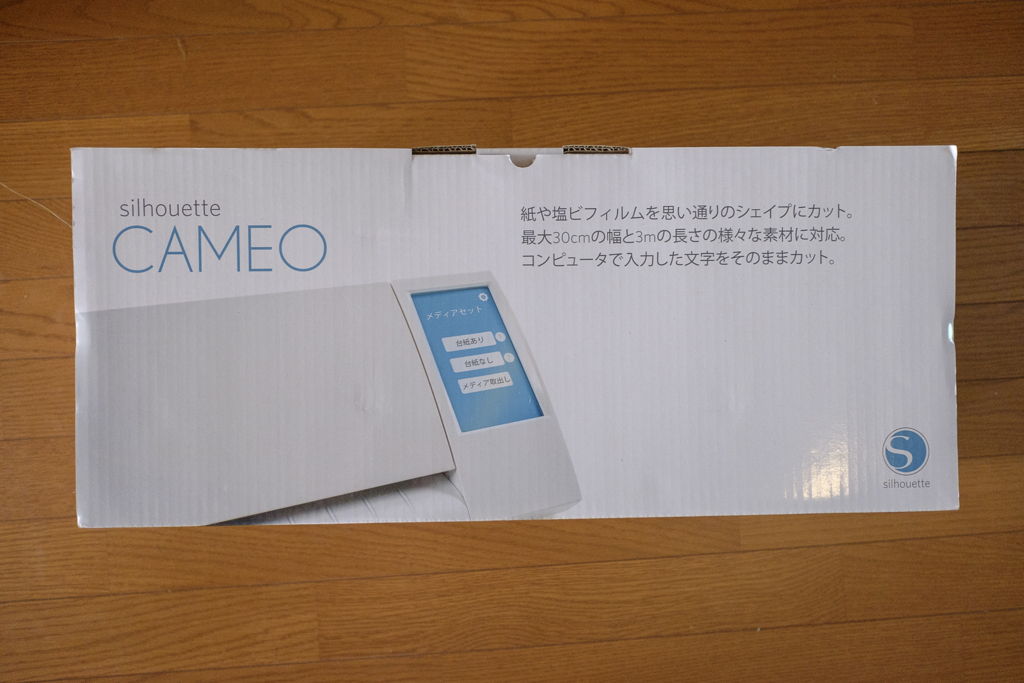 silhouette
CAMEO
紙や塩ビフィルムを思い通りのシェイプにカット。
最大30cmの幅と3mの長さの様々な素材に対応。
コンピュータで入力した文字をそのままカット。
メディアセット
台紙あり
台紙なし
メディア取出し
S
silhouette